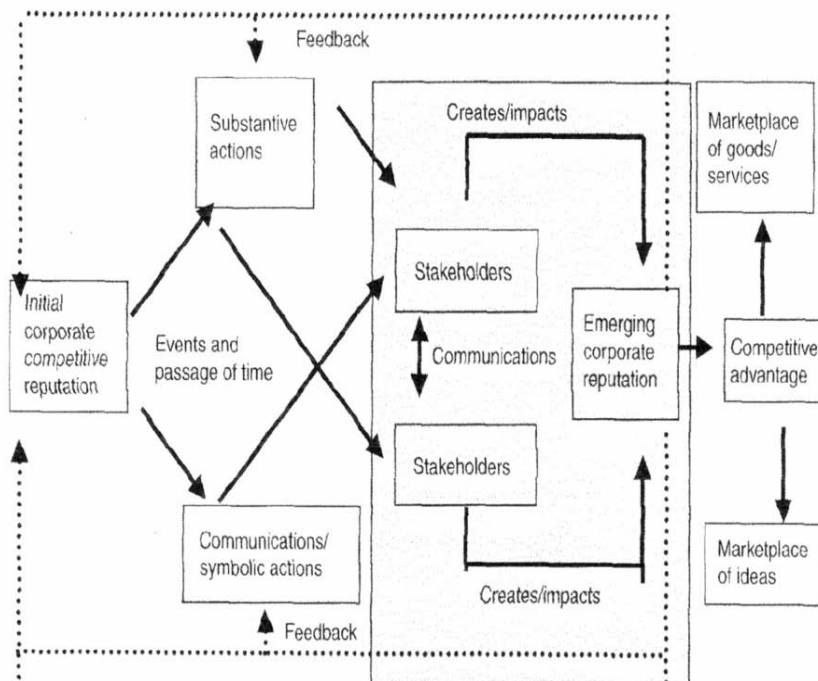 Feedback
Substantive
actions
Creates/impacts
Marketplace
of goods/
services
Stakeholders
Initial
corporate
competitive
reputation
Events and
passage of time
Communications
Emerging
corporate
reputation
Competitive
advantage
Stakeholders
Communications/
symbolic actions
Creates/impacts
Marketplace
of ideas
Feedback